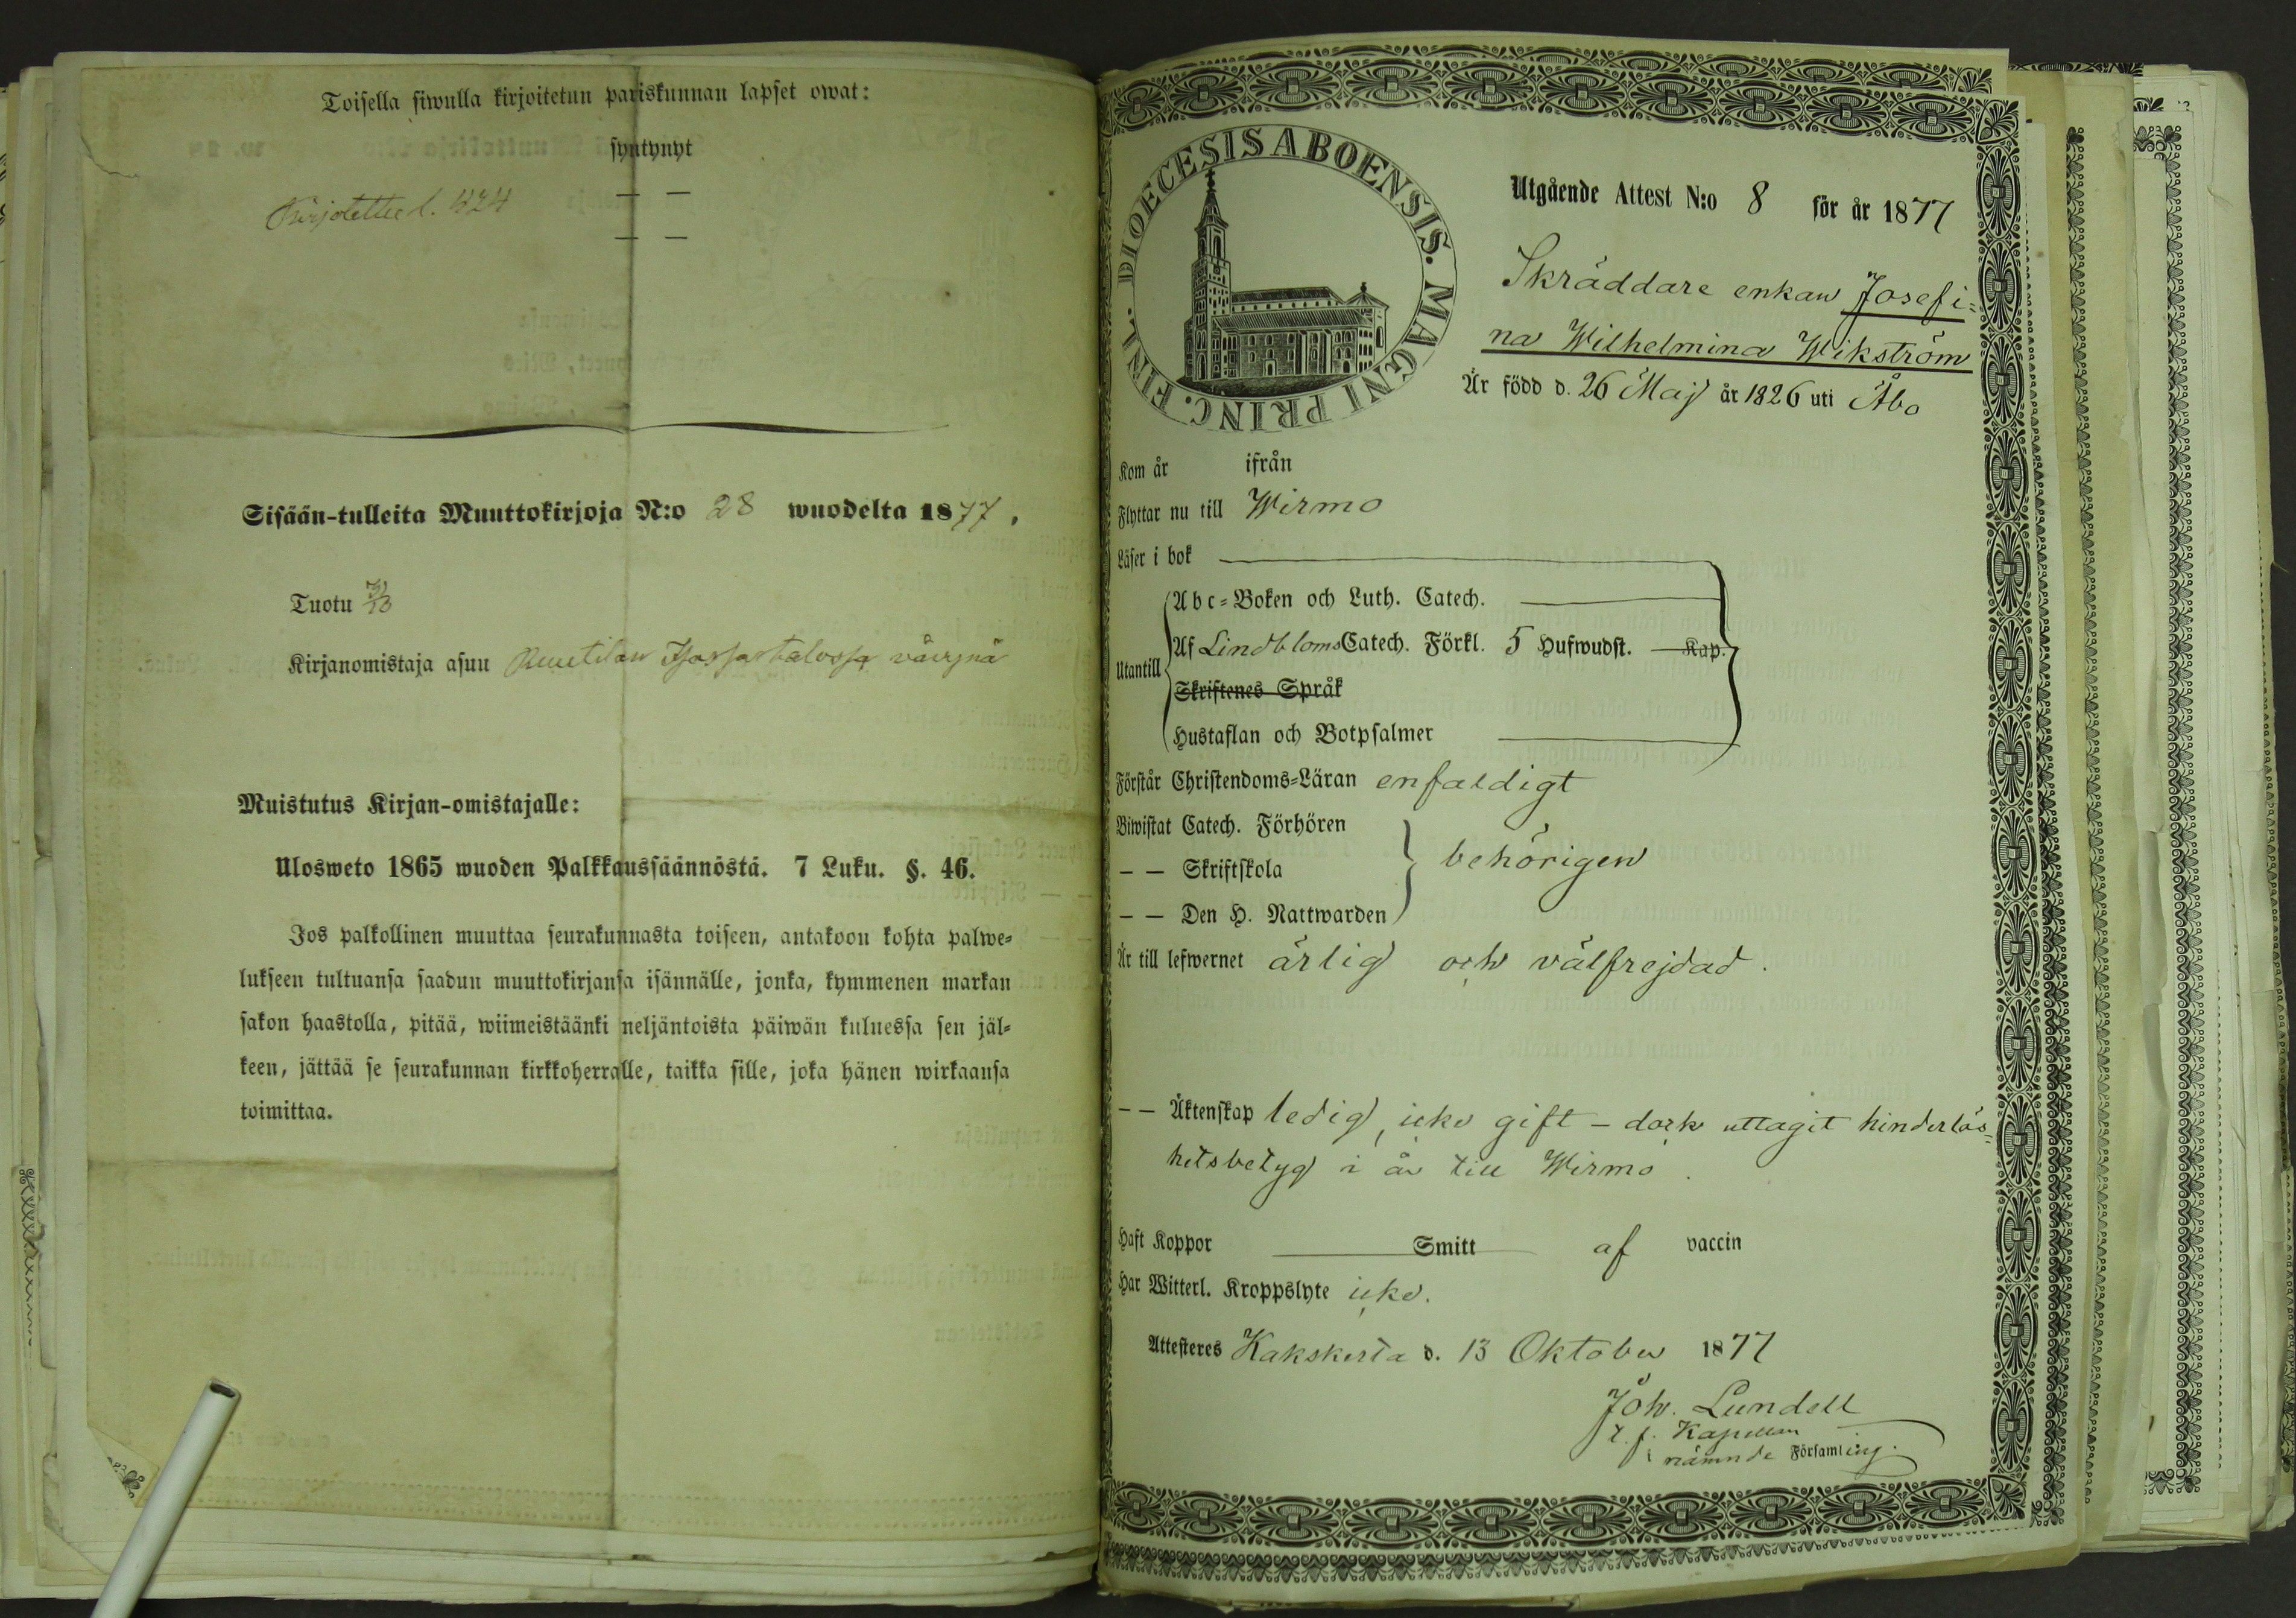 Toisella siwulla kirjoitetun pariskunnan lapset owat:
syntynyt
Kirjotettu l. 424
— —
— —
Sisään-tulleita Muuttokirjoja N:o 28 wuodelta 1877.
Tuotu
Kirjanomistaja asuu
Muistutus Kirjan-omistajalle:
Ulosweto 1865 wuoden Palkkaussäännöstä. 7 Luku. §. 46.
Jos palkollinen muuttaa seurakunnasta toiseen, antakoon kohta palwe=
lukseen tultuansa saadun muuttokirjansa isännälle, jonka, kymmenen markan
sakon haastolla, pitää, wiimeistäänki neljäntoista päiwän kuluessa sen jäl=
keen, jättää se seurakunnan kirkkoherralle, taikka sille, joka hänen wirkaansa
toimittaa.
DIOECESIS ABOENSIS. MAGNI PRINC. FINL.
Utgående Attest N:o 8 för år 1877
Skräddare enkan Josefi=
na Wilhelmina Wikström
Är född d. 26 Maj år 1826 uti Åbo
Kom år ifrån
Flyttar nu till Wirmo
Läser i bok
Abc=Boken och Luth. Catech.
Utantill Af Lindbloms Catech. Förkl. 5 Hufwudst. Kap.
Skriftenes Språk
Hustaflan och Botpsalmer
Förstår Christendoms=Läran enfaldigt
Biwistat Catech. Förhören
— — Skriftskola behörigen
— — Den H. Nattwarden
Är till lefwernet ärlig och välfrejdad.
— — Äktenskap ledig, icke gift – dock uttagit hinderlös=
hetsbetyg i år till Wirmo.
Haft Koppor Smitt af vaccin
Har Witterl. Kroppslyte icke.
Attesteres Kakskerta d. 13 Oktober 1877
Joh. Lundell
t. f. Kapellan
i nämnde Församling.